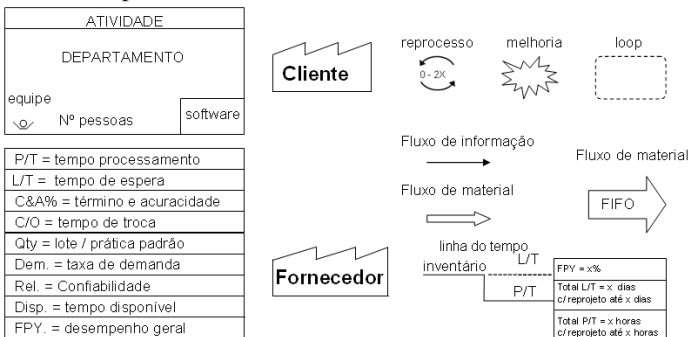 ATIVIDADE
DEPARTAMENTO
equipe
Nº pessoas
software
P/T = tempo processamento
L/T = tempo de espera
C&A% = término e acuracidade
C/O = tempo de troca
Qty = lote / prática padrão
Dem. = taxa de demanda
Rel. = Confiabilidade
Disp. = tempo disponível
FPY. = desempenho geral
Cliente
reprocesso
0 - 2X
melhoria
loop
Fluxo de informação
Fluxo de material
Fluxo de material
FIFO
Fornecedor
linha do tempo
inventário
L/T
P/T
FPY = x%
Total L/T = x dias
c/ reprojeto até x dias
Total P/T = x horas
c/ reprojeto até x horas